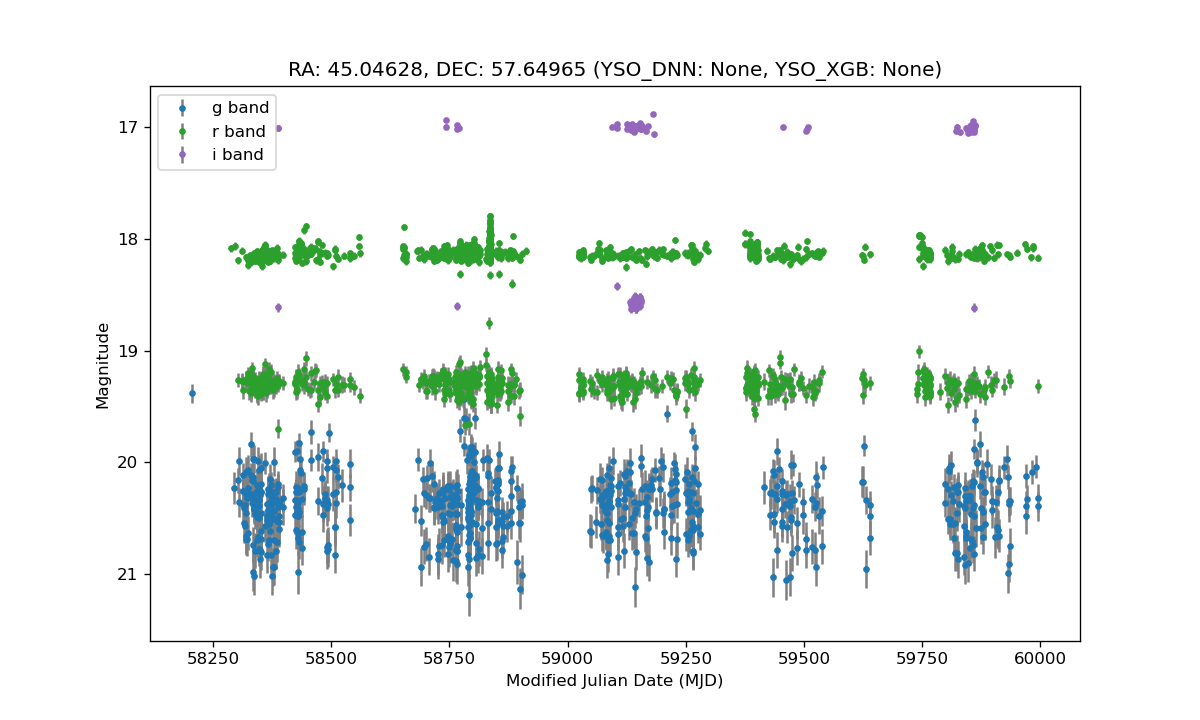 RA: 45.04628, DEC: 57.64965 (YSO_DNN: None, YSO_XGB: None)
g band
r band
i band
17
18
19
20
21
Magnitude
58250 58500 58750 59000 59250 59500 59750 60000
Modified Julian Date (MJD)